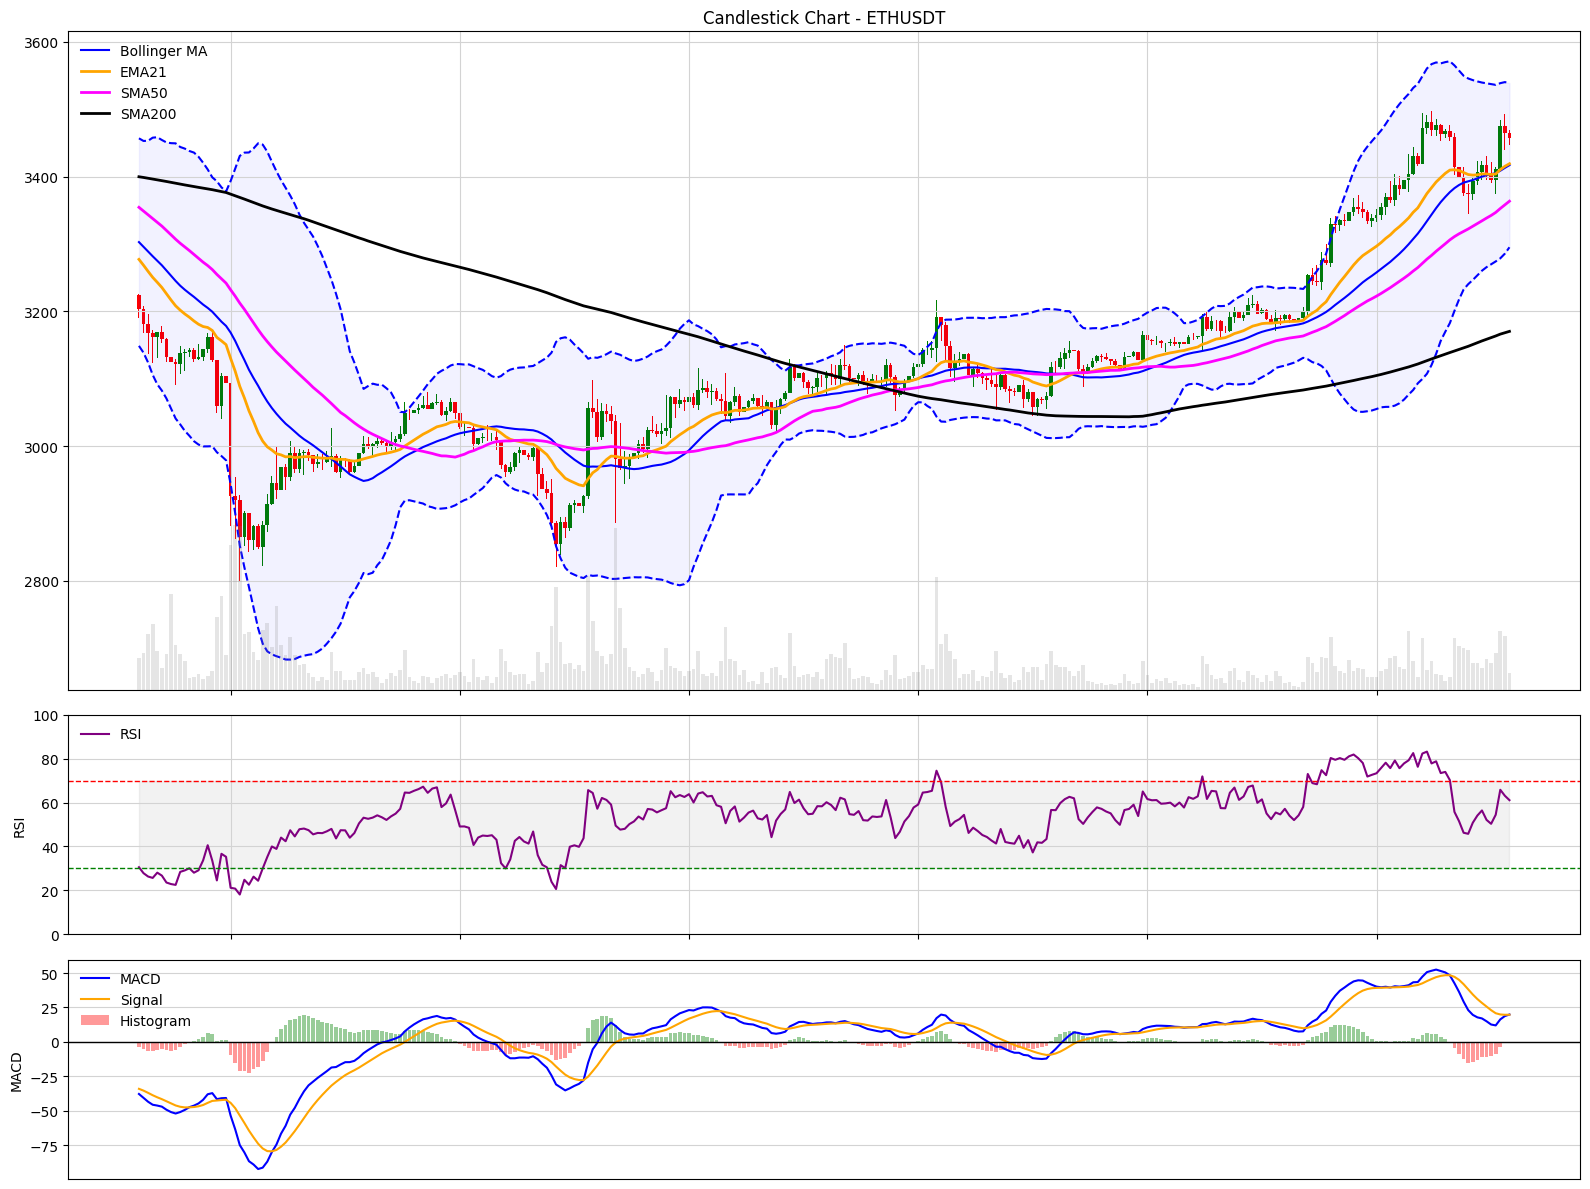 Candlestick Chart - ETHUSDT
3600
3400
3200
3000
2800
Bollinger MA
EMA21
SMA50
SMA200
100
80
60
40
20
0
RSI
RSI
50
25
0
−25
−50
−75
MACD
MACD
Signal
Histogram